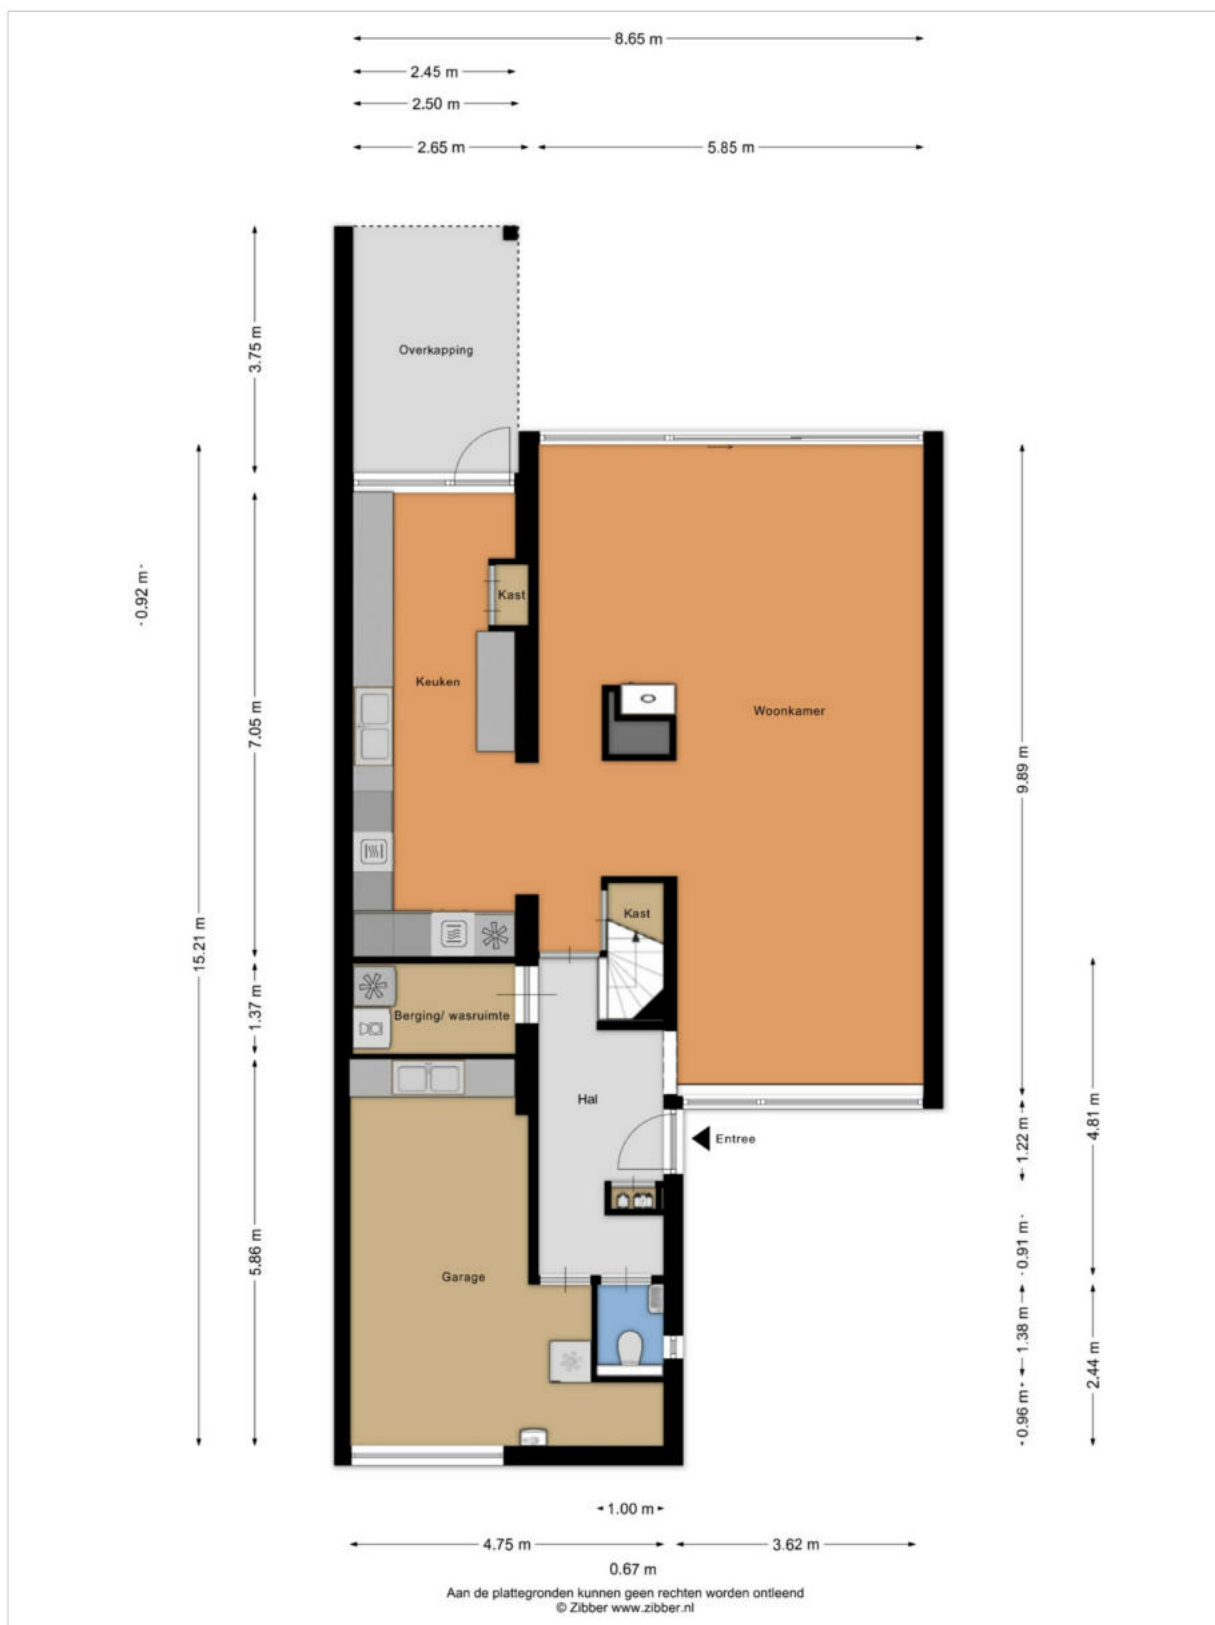 8.65 m
2.45 m
2.50 m
2.65 m
5.85 m
3.75 m
Overkapping
0.92 m
Kast
Keuken
Woonkamer
7.05 m
9.89 m
15.21 m
Kast
1.37 m
Berging/ wasruimte
Hal
4.81 m
1.22 m
Entree
5.86 m
0.91 m
Garage
1.38 m
2.44 m
0.96 m
1.00 m
4.75 m
3.62 m
0.67 m
Aan de plattegronden kunnen geen rechten worden ontleend
© Zibber www.zibber.nl